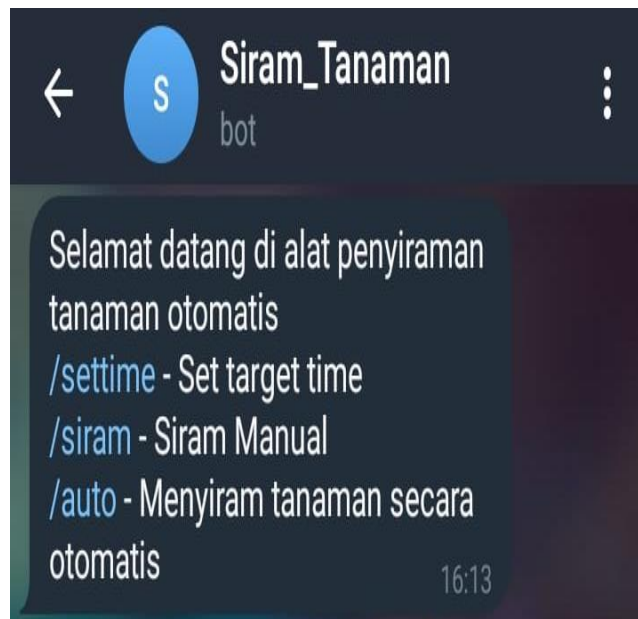 S
Siram_Tanaman
bot
Selamat datang di alat penyiraman
tanaman otomatis
/settime - Set target time
/siram - Siram Manual
/auto - Menyiram tanaman secara
otomatis
16:13